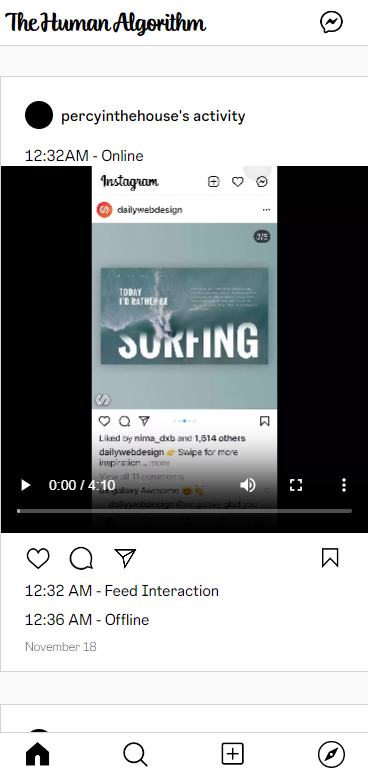 The Human Algorithm
percyinthehouse's activity
12:32AM - Online
Instagram
dailywebdesign
3/5
TODAY
I'D RATHER BE
SURFING
Liked by nima_dxb and 1,514 others
dailywebdesign 👉 Swipe for more
inspiration ... more
View all 11 comments
galaxy Awesome
0:00 / 4:10
12:32 AM - Feed Interaction
12:36 AM - Offline
November 18